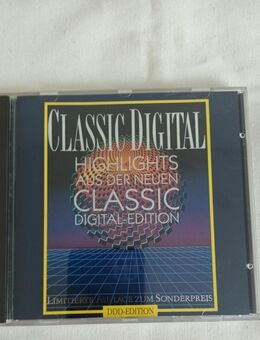 CLASSIC DIGITAL
HIGHLIGHTS
AUS DER NEUEN
CLASSIC
DIGITAL-EDITION
LIMITIERTE AUFLAGE ZUM SONDERPREIS
DDD-EDITION